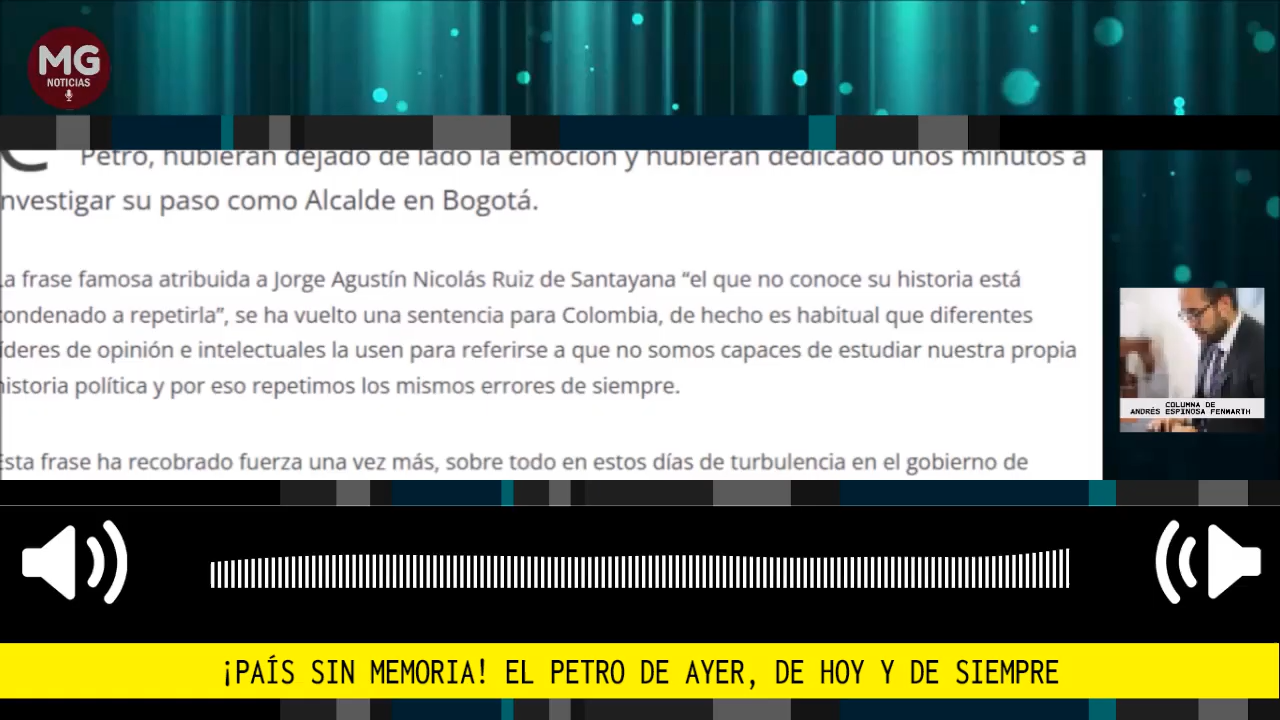 MG
NOTICIAS
Petro, hubieran dejado de lado la emoción y hubieran dedicado unos minutos a
nvestigar su paso como Alcalde en Bogotá.
La frase famosa atribuida a Jorge Agustín Nicolás Ruiz de Santayana “el que no conoce su historia está
condenado a repetirla”, se ha vuelto una sentencia para Colombia, de hecho es habitual que diferentes
líderes de opinión e intelectuales la usen para referirse a que no somos capaces de estudiar nuestra propia
historia política y por eso repetimos los mismos errores de siempre.
Esta frase ha recobrado fuerza una vez más, sobre todo en estos días de turbulencia en el gobierno de
COLUMNA DE
ANDRÉS ESPINOSA FENWARTH
¡PAÍS SIN MEMORIA! EL PETRO DE AYER, DE HOY Y DE SIEMPRE